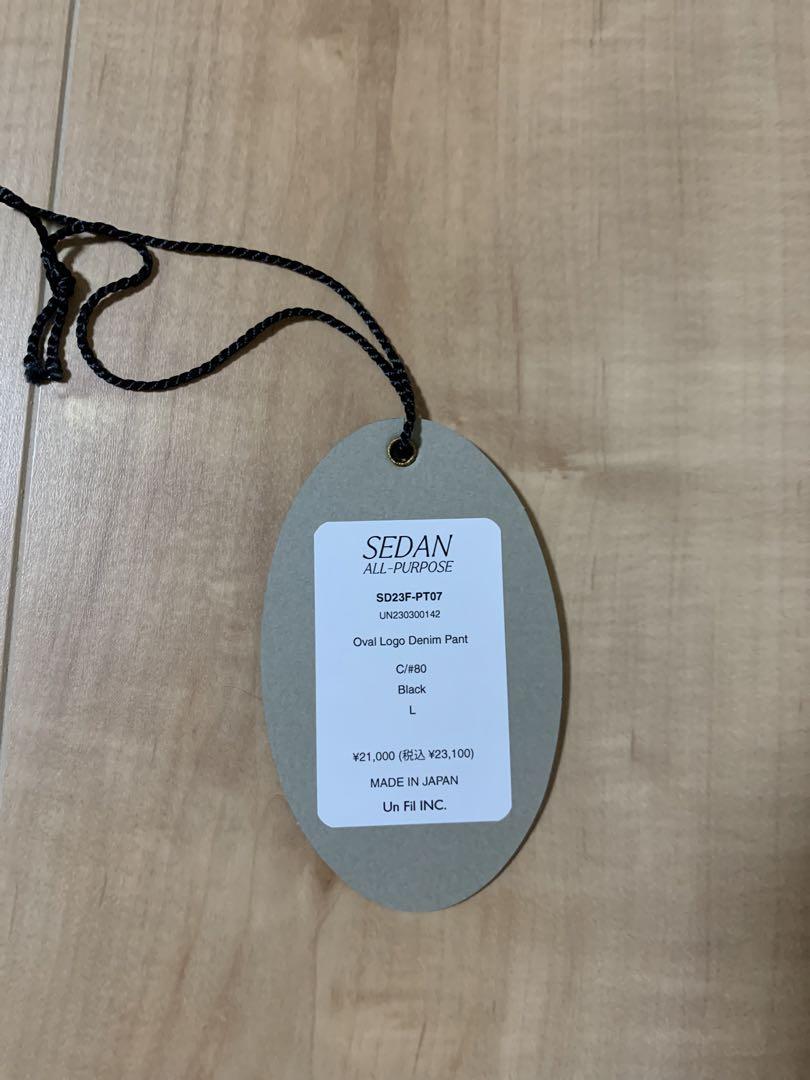 SEDAN
ALL-PURPOSE
SD23F-PT07
UN230300142
Oval Logo Denim Pant
C/#80
Black
L
¥21,000 (税込 ¥23,100)
MADE IN JAPAN
Un Fil INC.